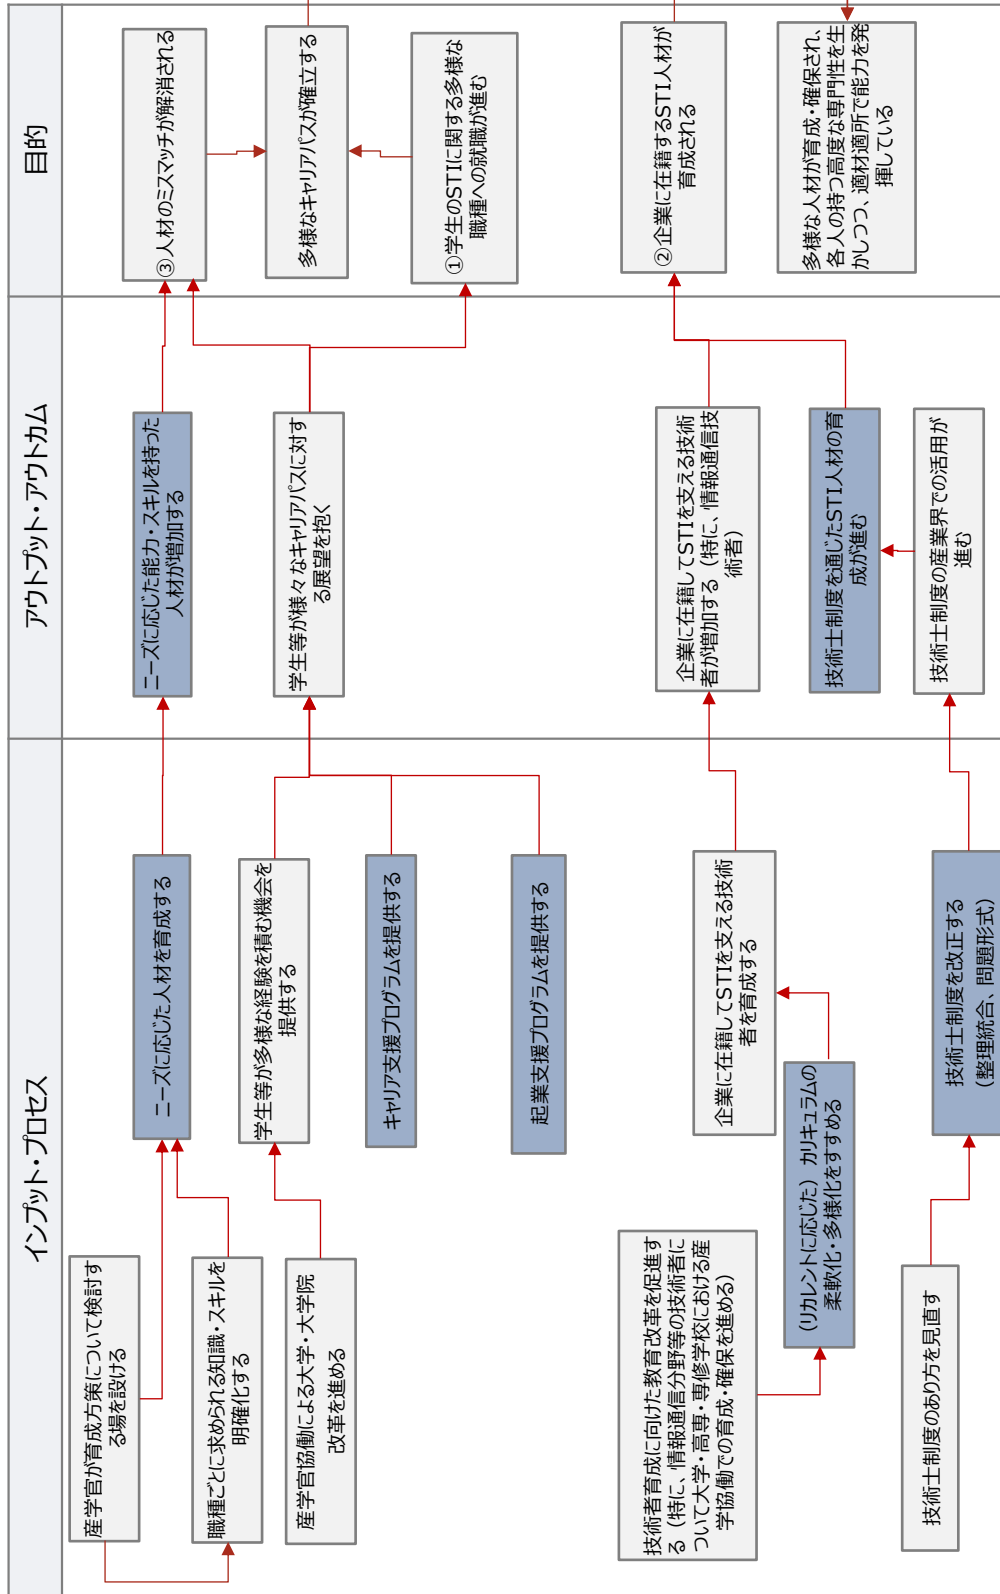 インプット・プロセス
アウトプット・アウトカム
目的
産学官が育成方策について検討す
る場を設ける
職種ごとに求められる知識・スキルを
明確化する
産学官協働による大学・大学院
改革を進める
ニーズに応じた人材を育成する
学生等が多様な経験を積む機会を
提供する
キャリア支援プログラムを提供する
起業支援プログラムを提供する
ニーズに応じた能力・スキルを持った
人材が増加する
学生等が様々なキャリアパスに対す
る展望を抱く
③人材のミスマッチが解消される
多様なキャリアパスが確立する
①学生のSTIに関する多様な
職種への就職が進む
技術者育成に向けた教育改革を促進す
る（特に、情報通信分野等の技術者に
ついて大学・高専・専修学校における産
学協働での育成・確保を進める）
（リカレントに応じた）カリキュラムの
柔軟化・多様化をすすめる
企業に在籍してSTIを支える技術
者を育成する
企業に在籍してSTIを支える技術
者が増加する（特に、情報通信技
術者）
②企業に在籍するSTI人材が
育成される
技術士制度のあり方を見直す
技術士制度を改正する
（整理統合、問題形式）
技術士制度の産業界での活用が
進む
技術士制度を通じたSTI人材の育
成が進む
多様な人材が育成・確保され、
各人の持つ高度な専門性を生
かしつつ、適材適所で能力を発
揮している